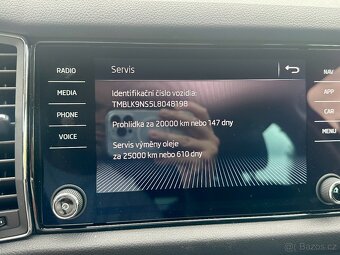 RADIO
MEDIA
PHONE
VOICE
Servis
Identifikační číslo vozidla:
TMBLK9NS5L8048198
Prohlídka za 20000 km nebo 147 dny
Servis výměny oleje
za 25000 km nebo 610 dny
NAV
APP
CAR
MENU
bazos.cz